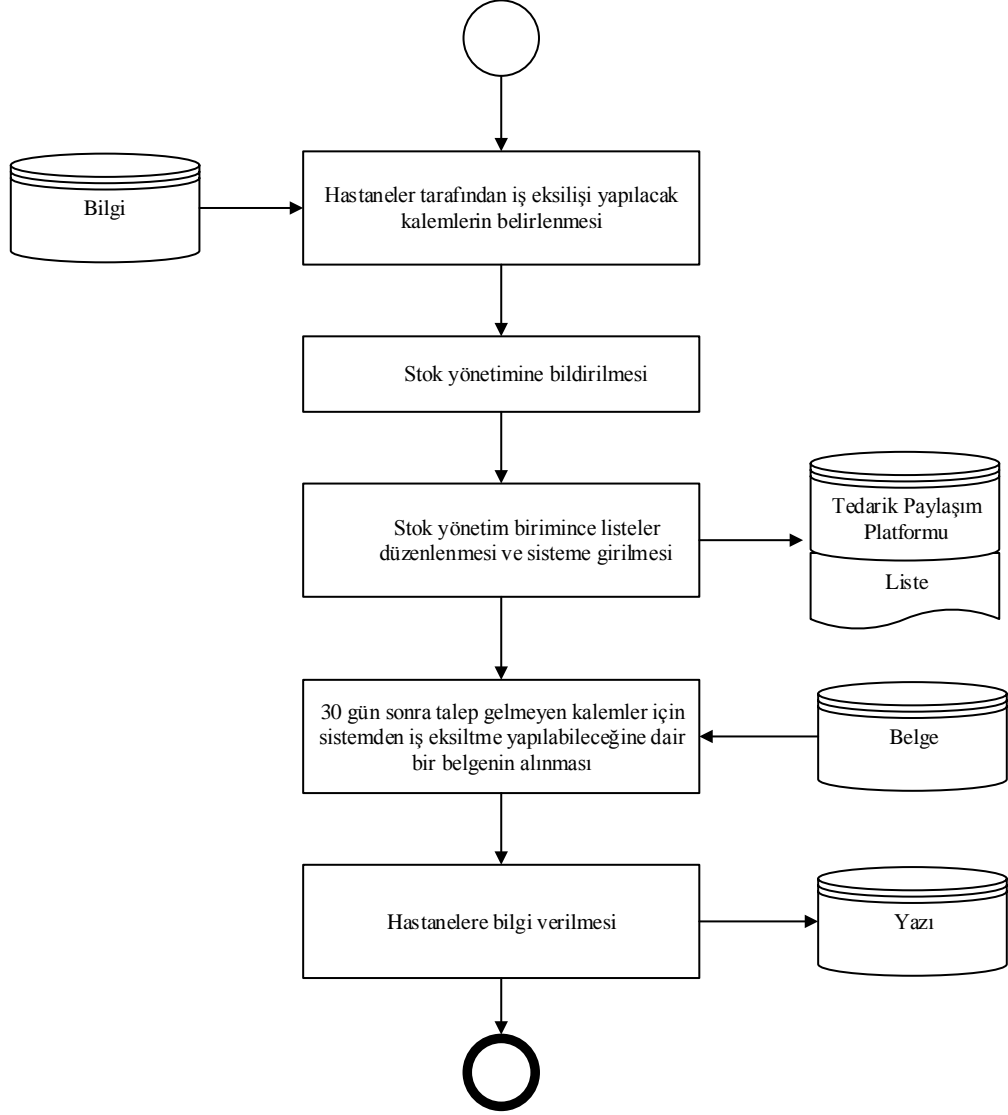 Bilgi
Hastaneler tarafından iş eksilişi yapılacak
kalemlerin belirlenmesi
Stok yönetimine bildirilmesi
Stok yönetim birimince listeler
düzenlenmesi ve sisteme girilmesi
Tedarik Paylaşım
Platformu
Liste
30 gün sonra talep gelmeyen kalemler için
sistemden iş eksiltme yapılabileceğine dair
bir belgenin alınması
Belge
Hastanelere bilgi verilmesi
Yazı